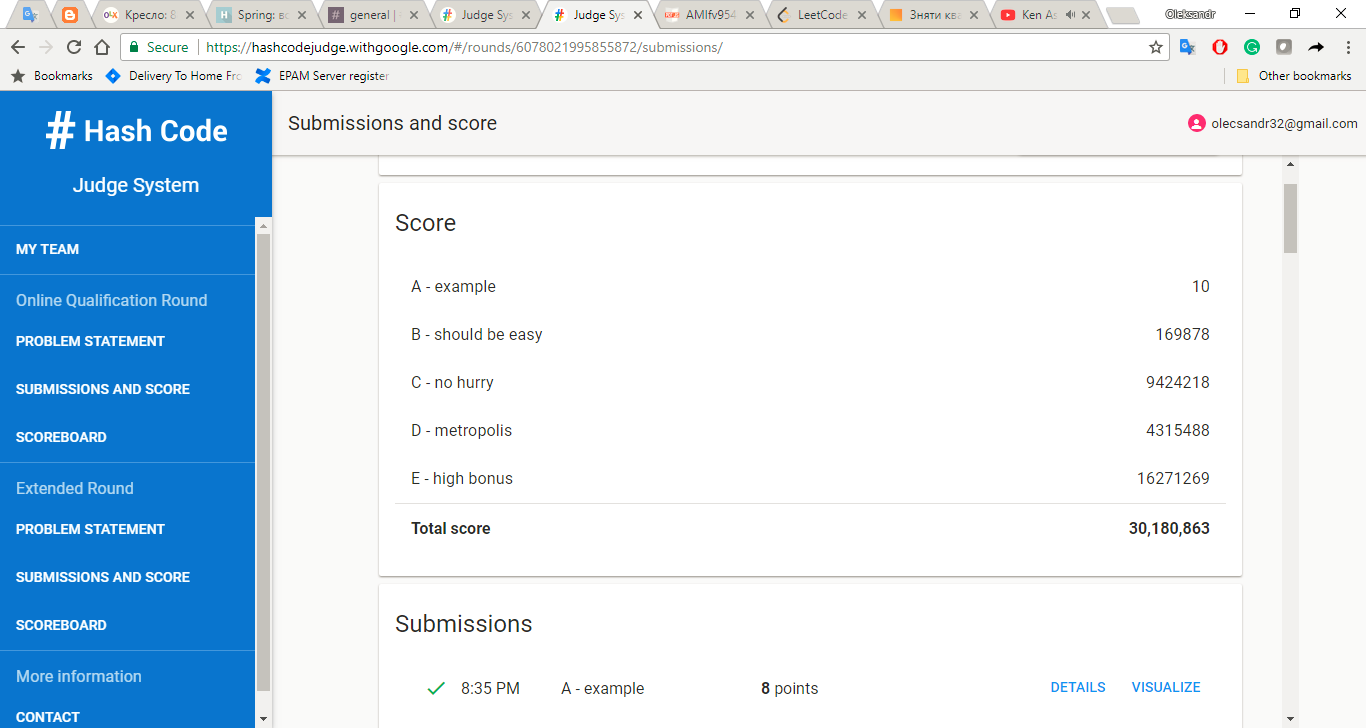 Кресло: 8
Spring: вс
general |
Judge Sys
Judge Sys
AMIfv954
LeetCode
Зняти ква
Ken As
Oleksandr
Secure
https://hashcodejudge.withgoogle.com/#/rounds/6078021995855872/submissions/
Bookmarks
Delivery To Home Fro
EPAM Server register
Other bookmarks
# Hash Code
Judge System
Submissions and score
olecsandr32@gmail.com
MY TEAM
Online Qualification Round
PROBLEM STATEMENT
SUBMISSIONS AND SCORE
SCOREBOARD
Extended Round
PROBLEM STATEMENT
SUBMISSIONS AND SCORE
SCOREBOARD
More information
CONTACT
Score
A - example 10
B - should be easy 169878
C - no hurry 9424218
D - metropolis 4315488
E - high bonus 16271269
Total score 30,180,863
Submissions
8:35 PM A - example 8 points DETAILS VISUALIZE